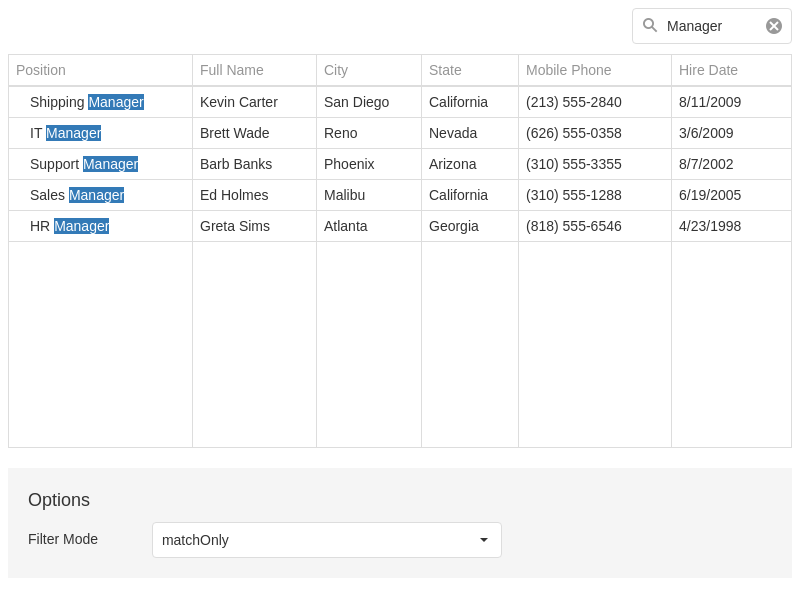 Manager
Position Full Name City State Mobile Phone Hire Date
Shipping Manager Kevin Carter San Diego California (213) 555-2840 8/11/2009
IT Manager Brett Wade Reno Nevada (626) 555-0358 3/6/2009
Support Manager Barb Banks Phoenix Arizona (310) 555-3355 8/7/2002
Sales Manager Ed Holmes Malibu California (310) 555-1288 6/19/2005
HR Manager Greta Sims Atlanta Georgia (818) 555-6546 4/23/1998
Options
Filter Mode matchOnly